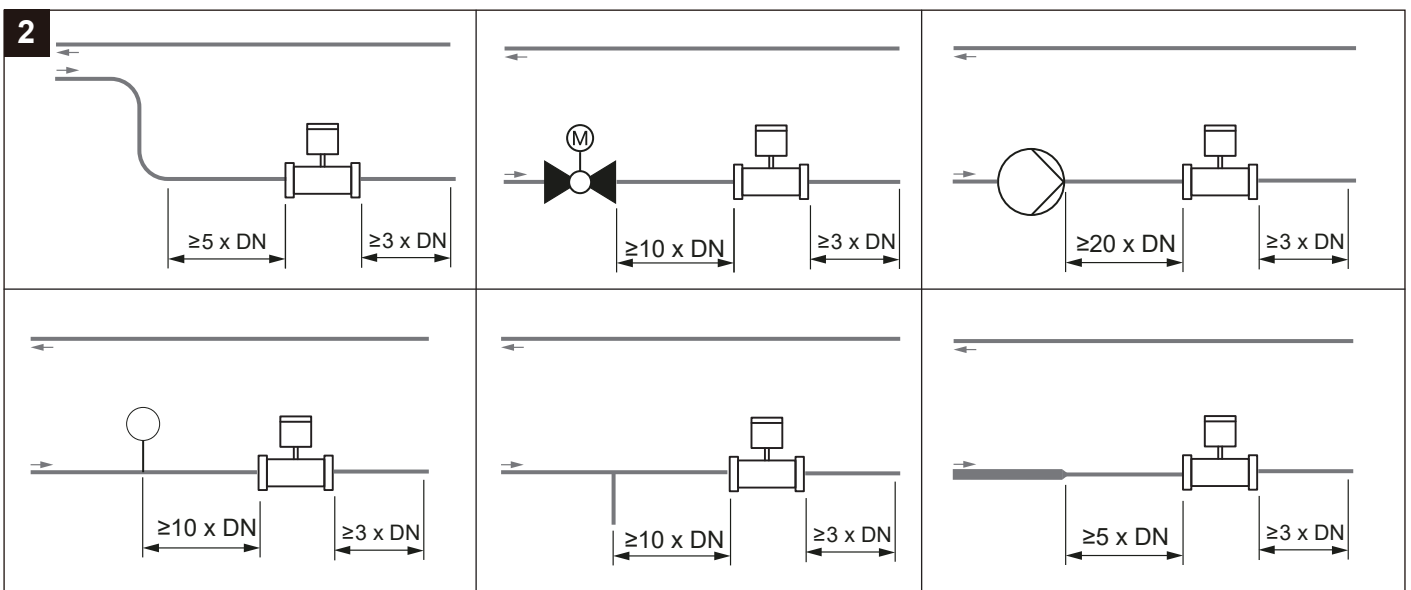 2
≥5 x DN
≥3 x DN
M
≥10 x DN
≥3 x DN
≥20 x DN
≥3 x DN
≥10 x DN
≥3 x DN
≥10 x DN
≥3 x DN
≥5 x DN
≥3 x DN